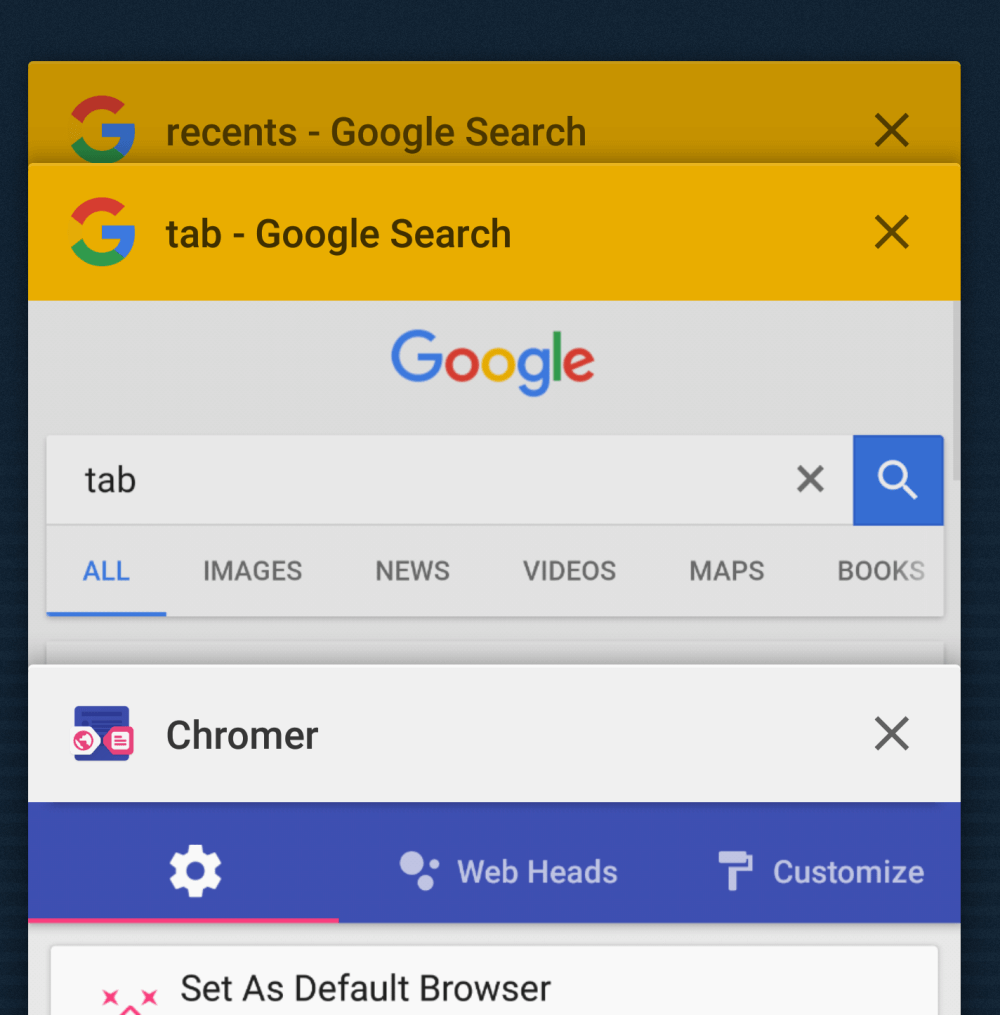 recents - Google Search
tab - Google Search
Google
tab
ALL IMAGES NEWS VIDEOS MAPS BOOKS
Chromer
Web Heads Customize
Set As Default Browser